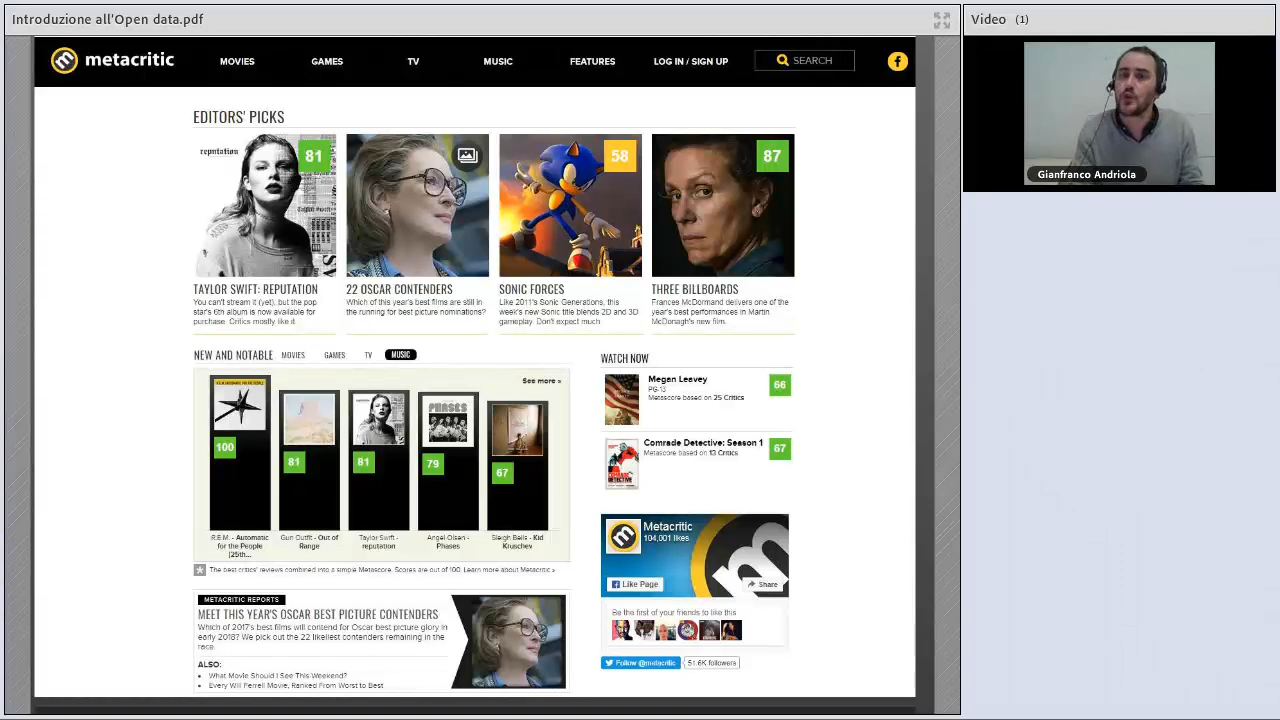 Introduzione all'Open data.pdf
Video (1)
metacritic
MOVIES
GAMES
TV
MUSIC
FEATURES
LOG IN / SIGN UP
SEARCH
Gianfranco Andriola
EDITORS' PICKS
reputation
81
58
87
TAYLOR SWIFT: REPUTATION
You can't stream it (yet), but the pop
star's 6th album is now available for
purchase. Critics mostly like it.
22 OSCAR CONTENDERS
Which of this year's best films are still in
the running for best picture nominations?
SONIC FORCES
Like 2011's Sonic Generations, this
week's new Sonic title blends 2D and 3D
gameplay. Don't expect much
THREE BILLBOARDS
Frances McDormand delivers one of the
year's best performances in Martin
McDonagh's new film.
NEW AND NOTABLE
MOVIES
GAMES
TV
MUSIC
See more »
100
81
81
PHASES
79
67
R.E.M. - Automatic
for the People
[25th...
Gun Outfit - Out of
Range
Taylor Swift -
reputation
Angel Olsen -
Phases
Sleigh Bells - Kid
Kruschev
The best critics' reviews combined into a simple Metascore. Scores are out of 100. Learn more about Metacritic »
WATCH NOW
Megan Leavey
PG-13
Metascore based on 25 Critics
66
Comrade Detective: Season 1
Metascore based on 13 Critics
67
COMRADE
DETECTIVE
Metacritic
104,001 likes
Like Page
Share
Be the first of your friends to like this
Follow @metacritic
51.6K followers
METACRITIC REPORTS
MEET THIS YEAR'S OSCAR BEST PICTURE CONTENDERS
Which of 2017's best films will contend for Oscar best picture glory in
early 2018? We pick out the 22 likeliest contenders remaining in the
race.
ALSO:
What Movie Should I See This Weekend?
Every Will Ferrell Movie, Ranked From Worst to Best